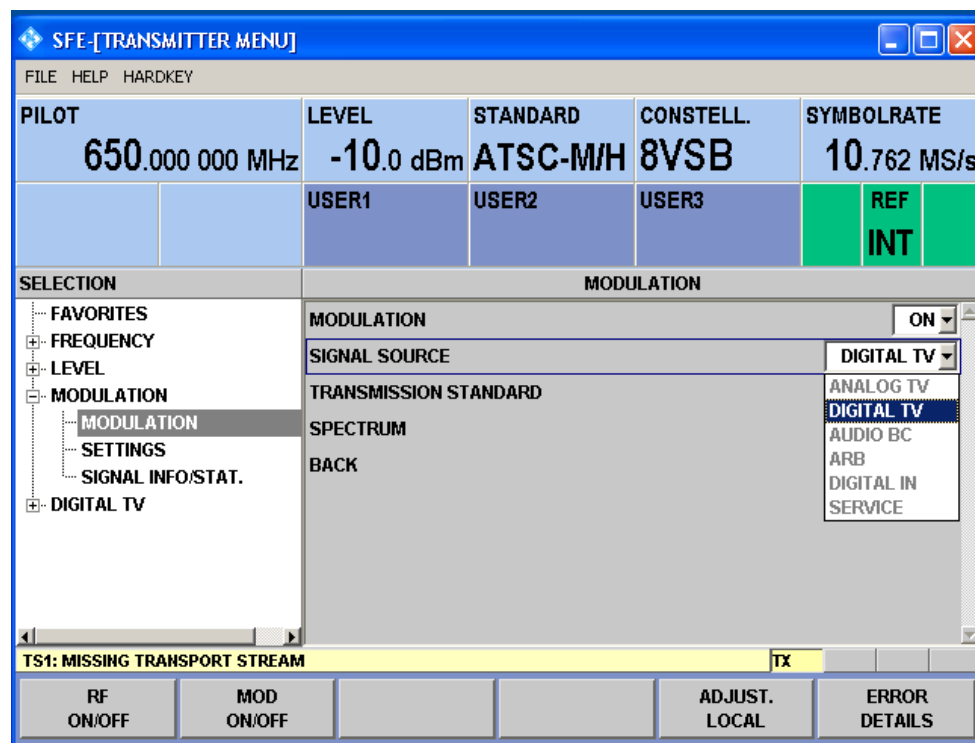 SFE-[TRANSMITTER MENU]
FILE HELP HARDKEY
PILOT
650.000 000 MHz
LEVEL
-10.0 dBm
STANDARD
ATSC-M/H
CONSTELL.
8VSB
SYMBOLRATE
10.762 MS/s
USER1
USER2
USER3
REF
INT
SELECTION
FAVORITES
FREQUENCY
LEVEL
MODULATION
MODULATION
SETTINGS
SIGNAL INFO/STAT.
DIGITAL TV
MODULATION
MODULATION ON
SIGNAL SOURCE DIGITAL TV
TRANSMISSION STANDARD
SPECTRUM
BACK
ANALOG TV
DIGITAL TV
AUDIO BC
ARB
DIGITAL IN
SERVICE
TS1: MISSING TRANSPORT STREAM
TX
RF
ON/OFF
MOD
ON/OFF
ADJUST.
LOCAL
ERROR
DETAILS